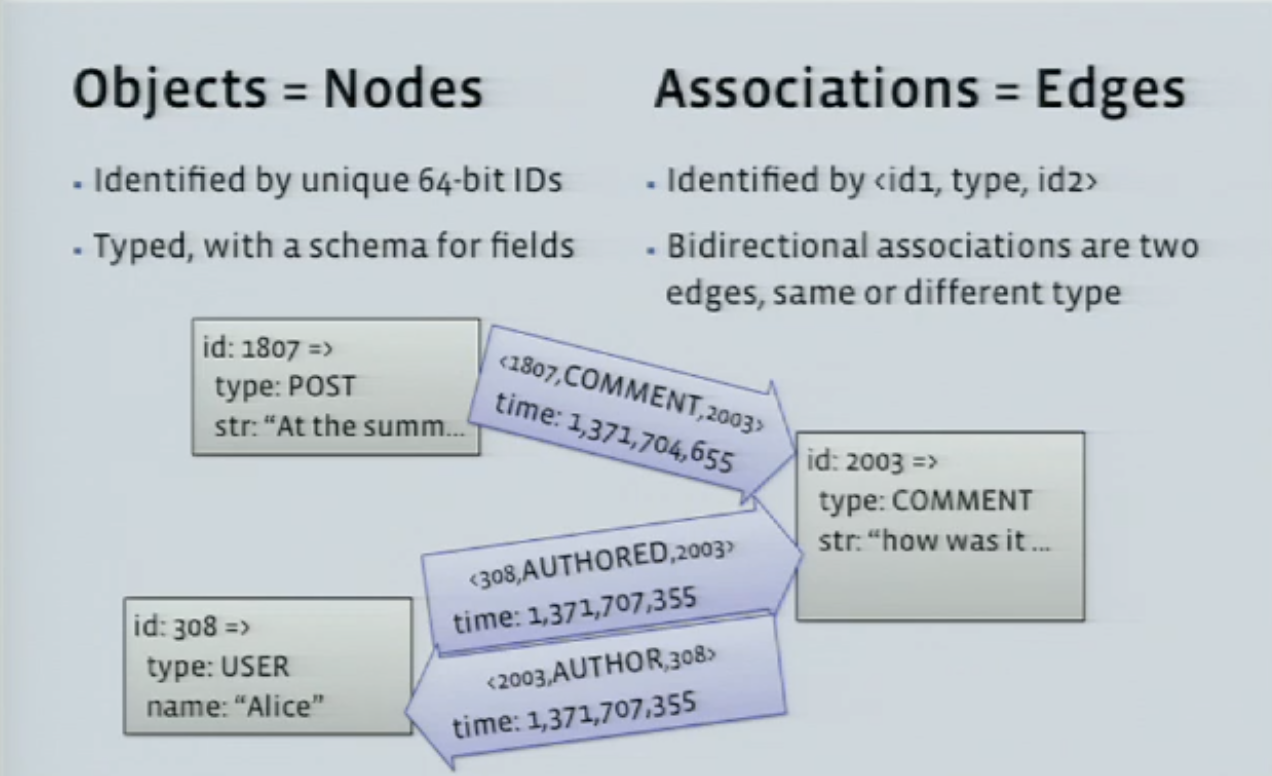 Objects = Nodes
▪ Identified by unique 64-bit IDs
▪ Typed, with a schema for fields
Associations = Edges
▪ Identified by <id1, type, id2>
▪ Bidirectional associations are two
edges, same or different type
id: 1807 =>
type: POST
str: “At the summ...
<1807,COMMENT,2003>
time: 1,371,704,655
id: 2003 =>
type: COMMENT
str: “how was it ...
<308,AUTHORED,2003>
time: 1,371,707,355
id: 308 =>
type: USER
name: “Alice”
<2003,AUTHOR,308>
time: 1,371,707,355